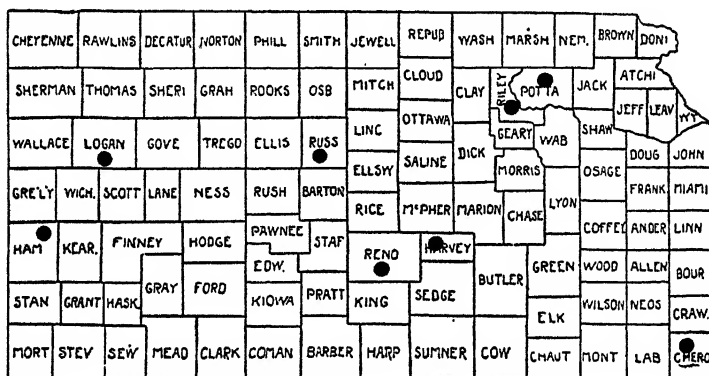 CHEYENNE RAWLINS DECATUR NORTON PHILL SMITH JEWELL REPUB WASH MARSH NEM. BROWN DONI
SHERMAN THOMAS SHERI GRAH ROOKS OSB MITCH CLOUD CLAY RILEY POTTA JACK ATCHI
JEFF LEAV WY
WALLACE LOGAN GOVE TREGO ELLIS RUSS LINC OTTAWA GEARY WAB SHAW
DOUG JOHN
GRE'LY WICH. SCOTT LANE NESS RUSH BARTON ELLSW SALINE DICK MORRIS OSAGE FRANK MIAMI
RICE McPHER MARION CHASE LYON
HAM KEAR. FINNEY HODGE PAWNEE STAF RENO HARVEY COFFEY ANDER LINN
EDW.
GRAY FORD BUTLER GREEN WOOD ALLEN BOUR
STAN GRANT HASK. KIOWA PRATT KING SEDGE ELK WILSON NEOS CRAW.
MORT STEV SEW MEAD CLARK COMAN BARBER HARP SUMNER COW CHAUT MONT LAB CHERO